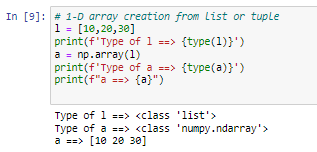 In [9]: # 1-D array creation from list or tuple
l = [10,20,30]
print(f'Type of l ==> {type(l)}')
a = np.array(l)
print(f'Type of a ==> {type(a)}')
print(f"a ==> {a}")
Type of l ==> <class 'list'>
Type of a ==> <class 'numpy.ndarray'>
a ==> [10 20 30]